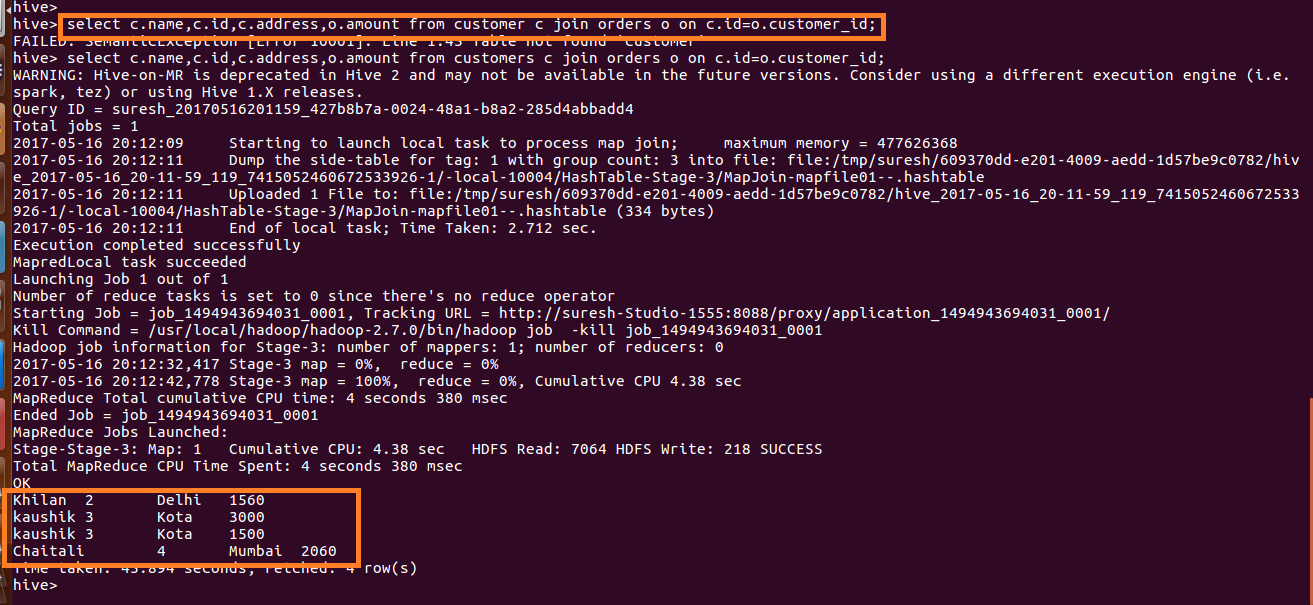 hive>
hive> select c.name,c.id,c.address,o.amount from customer c join orders o on c.id=o.customer_id;
FAILED: SemanticException [Error 10001]: Line 1:43 Table not found 'customer'
hive> select c.name,c.id,c.address,o.amount from customers c join orders o on c.id=o.customer_id;
WARNING: Hive-on-MR is deprecated in Hive 2 and may not be available in the future versions. Consider using a different execution engine (i.e.
spark, tez) or using Hive 1.X releases.
Query ID = suresh_20170516201159_427b8b7a-0024-48a1-b8a2-285d4abbadd4
Total jobs = 1
2017-05-16 20:12:09 Starting to launch local task to process map join; maximum memory = 477626368
2017-05-16 20:12:11 Dump the side-table for tag: 1 with group count: 3 into file: file:/tmp/suresh/609370dd-e201-4009-aedd-1d57be9c0782/hiv
e_2017-05-16_20-11-59_119_7415052460672533926-1/-local-10004/HashTable-Stage-3/MapJoin-mapfile01--.hashtable
2017-05-16 20:12:11 Uploaded 1 File to: file:/tmp/suresh/609370dd-e201-4009-aedd-1d57be9c0782/hive_2017-05-16_20-11-59_119_7415052460672533
926-1/-local-10004/HashTable-Stage-3/MapJoin-mapfile01--.hashtable (334 bytes)
2017-05-16 20:12:11 End of local task; Time Taken: 2.712 sec.
Execution completed successfully
MapredLocal task succeeded
Launching Job 1 out of 1
Number of reduce tasks is set to 0 since there's no reduce operator
Starting Job = job_1494943694031_0001, Tracking URL = http://suresh-Studio-1555:8088/proxy/application_1494943694031_0001/
Kill Command = /usr/local/hadoop/hadoop-2.7.0/bin/hadoop job -kill job_1494943694031_0001
Hadoop job information for Stage-3: number of mappers: 1; number of reducers: 0
2017-05-16 20:12:32,417 Stage-3 map = 0%, reduce = 0%
2017-05-16 20:12:42,778 Stage-3 map = 100%, reduce = 0%, Cumulative CPU 4.38 sec
MapReduce Total cumulative CPU time: 4 seconds 380 msec
Ended Job = job_1494943694031_0001
MapReduce Jobs Launched:
Stage-Stage-3: Map: 1 Cumulative CPU: 4.38 sec HDFS Read: 7064 HDFS Write: 218 SUCCESS
Total MapReduce CPU Time Spent: 4 seconds 380 msec
OK
Khilan 2 Delhi 1560
kaushik 3 Kota 3000
kaushik 3 Kota 1500
Chaitali 4 Mumbai 2060
Time taken: 43.894 seconds, Fetched: 4 row(s)
hive>